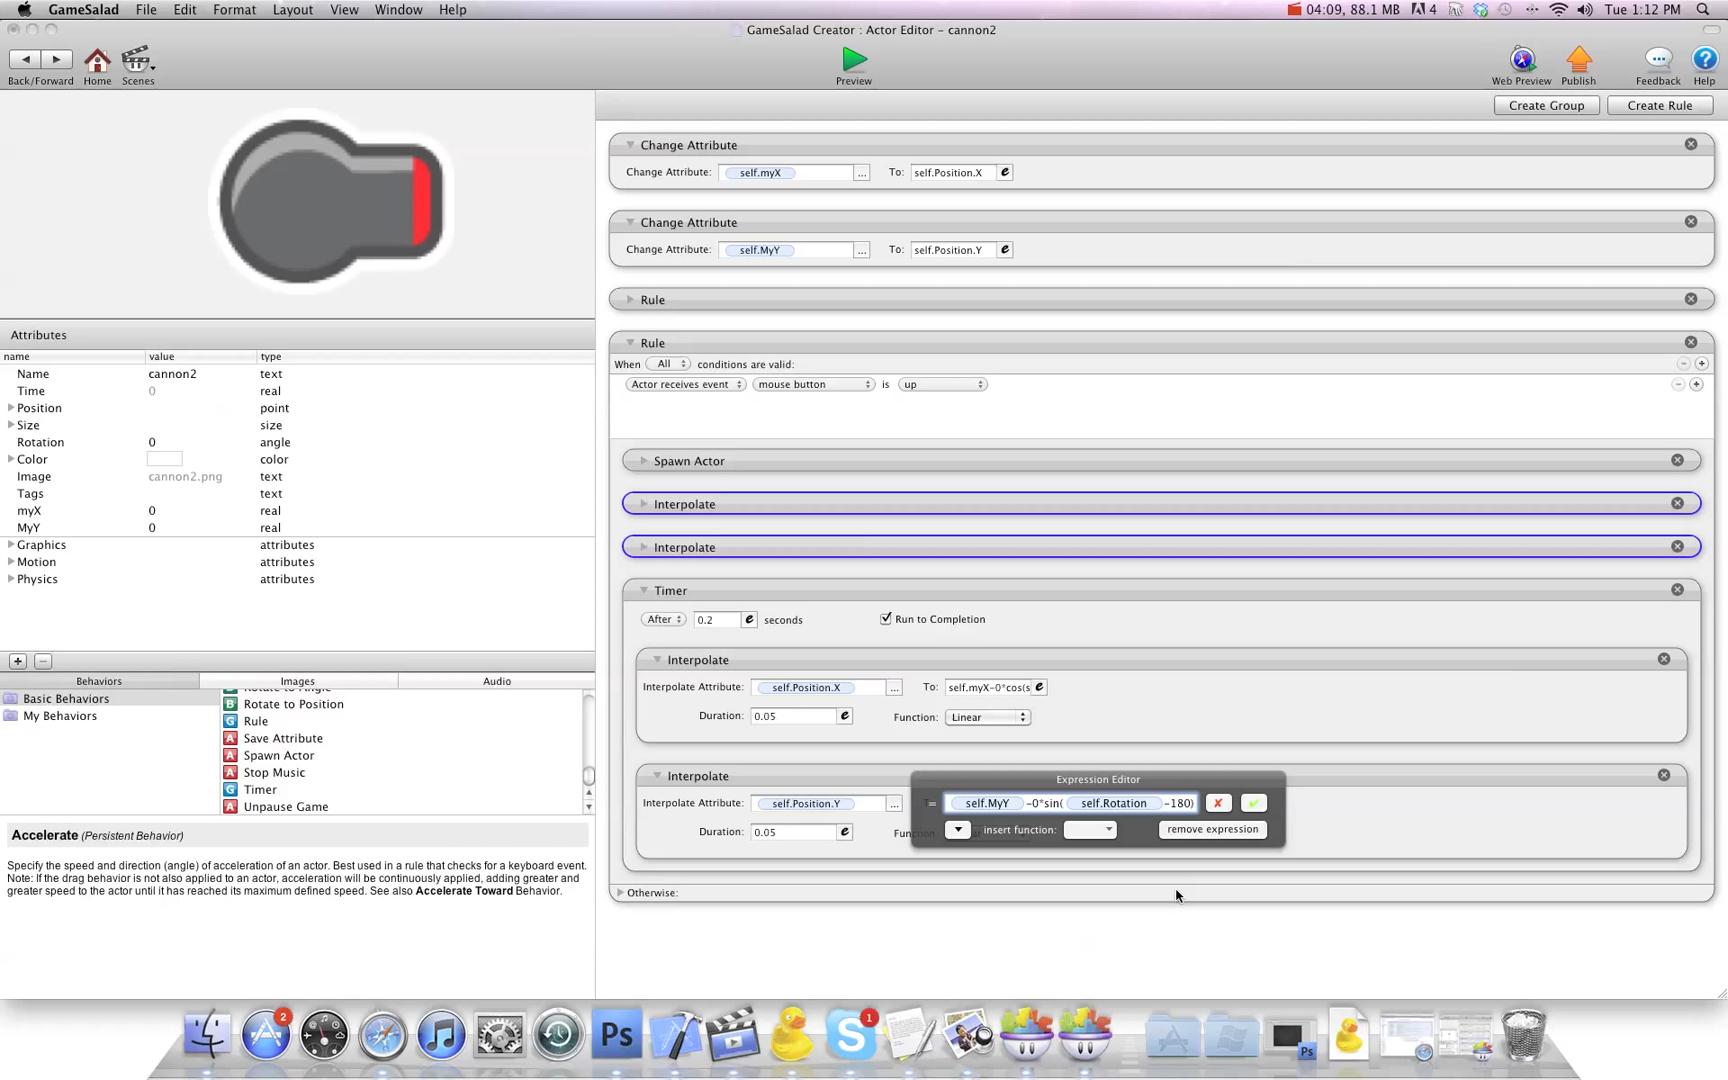 GameSalad File Edit Format Layout View Window Help 04:09, 88.1 MB 4 Tue 1:12 PM
GameSalad Creator : Actor Editor - cannon2
Back/Forward Home Scenes Preview Web Preview Publish Feedback Help
Create Group Create Rule
Change Attribute
Change Attribute: self.myX ... To: self.Position.X e
Change Attribute
Change Attribute: self.MyY ... To: self.Position.Y e
Rule
Rule
When All conditions are valid:
Actor receives event mouse button is up
Spawn Actor
Interpolate
Interpolate
Timer
After 0.2 e seconds Run to Completion
Interpolate
Interpolate Attribute: self.Position.X ... To: self.myX-0*cos(s e
Duration: 0.05 e Function: Linear
Interpolate
Interpolate Attribute: self.Position.Y ...
Duration: 0.05 e
Expression Editor
= self.MyY -0*sin( self.Rotation -180)
insert function: remove expression
Otherwise:
Attributes
name value type
Name cannon2 text
Time 0 real
Position point
Size size
Rotation 0 angle
Color color
Image cannon2.png text
Tags text
myX 0 real
MyY 0 real
Graphics attributes
Motion attributes
Physics attributes
+ −
Behaviors Images Audio
Basic Behaviors
My Behaviors
B Rotate to Angle
B Rotate to Position
G Rule
A Save Attribute
A Spawn Actor
A Stop Music
G Timer
A Unpause Game
Accelerate (Persistent Behavior)
Specify the speed and direction (angle) of acceleration of an actor. Best used in a rule that checks for a keyboard event.
Note: If the drag behavior is not also applied to an actor, acceleration will be continuously applied, adding greater and
greater speed to the actor until it has reached its maximum defined speed. See also Accelerate Toward Behavior.
2 Ps S 1 Ps